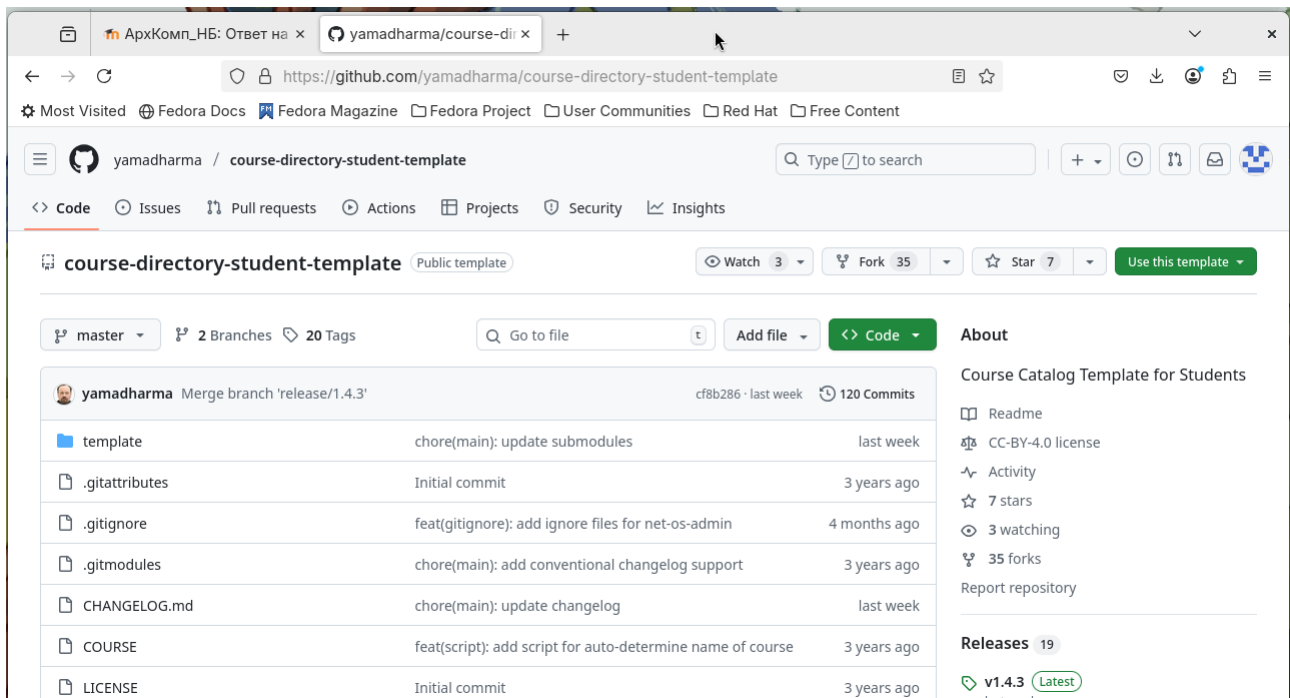 АрхКомп_НБ: Ответ на
yamadharma/course-dir
https://github.com/yamadharma/course-directory-student-template
Most Visited Fedora Docs Fedora Magazine Fedora Project User Communities Red Hat Free Content
yamadharma / course-directory-student-template Type / to search
Code Issues Pull requests Actions Projects Security Insights
course-directory-student-template Public template Watch 3 Fork 35 Star 7 Use this template
master 2 Branches 20 Tags Go to file t Add file Code
yamadharma Merge branch 'release/1.4.3' cf8b286 · last week 120 Commits
template chore(main): update submodules last week
.gitattributes Initial commit 3 years ago
.gitignore feat(gitignore): add ignore files for net-os-admin 4 months ago
.gitmodules chore(main): add conventional changelog support 3 years ago
CHANGELOG.md chore(main): update changelog last week
COURSE feat(script): add script for auto-determine name of course 3 years ago
LICENSE Initial commit 3 years ago
About
Course Catalog Template for Students
Readme
CC-BY-4.0 license
Activity
7 stars
3 watching
35 forks
Report repository
Releases 19
v1.4.3 Latest